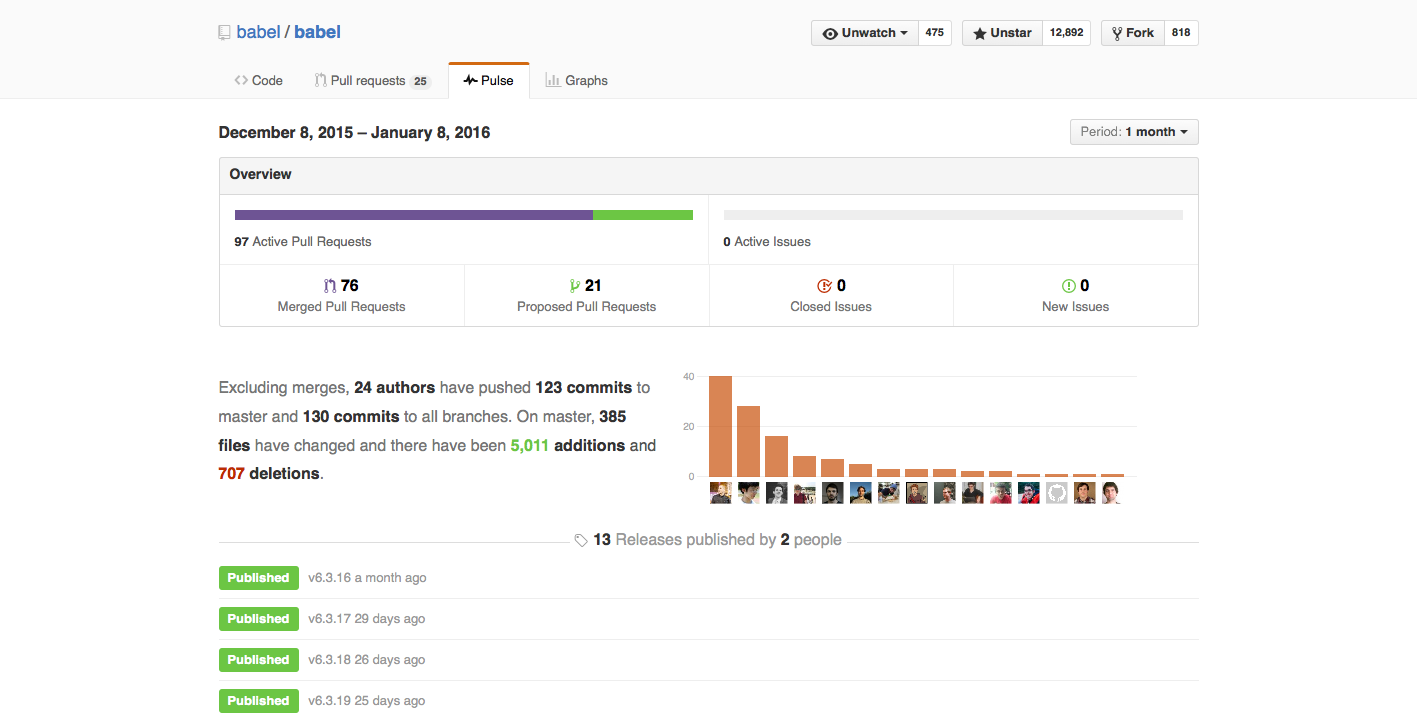 babel / babel
Unwatch 475 Unstar 12,892 Fork 818
Code Pull requests 25 Pulse Graphs
December 8, 2015 – January 8, 2016
Period: 1 month
Overview
97 Active Pull Requests
0 Active Issues
76
Merged Pull Requests
21
Proposed Pull Requests
0
Closed Issues
0
New Issues
Excluding merges, 24 authors have pushed 123 commits to
master and 130 commits to all branches. On master, 385
files have changed and there have been 5,011 additions and
707 deletions.
40
20
0
13 Releases published by 2 people
Published v6.3.16 a month ago
Published v6.3.17 29 days ago
Published v6.3.18 26 days ago
Published v6.3.19 25 days ago